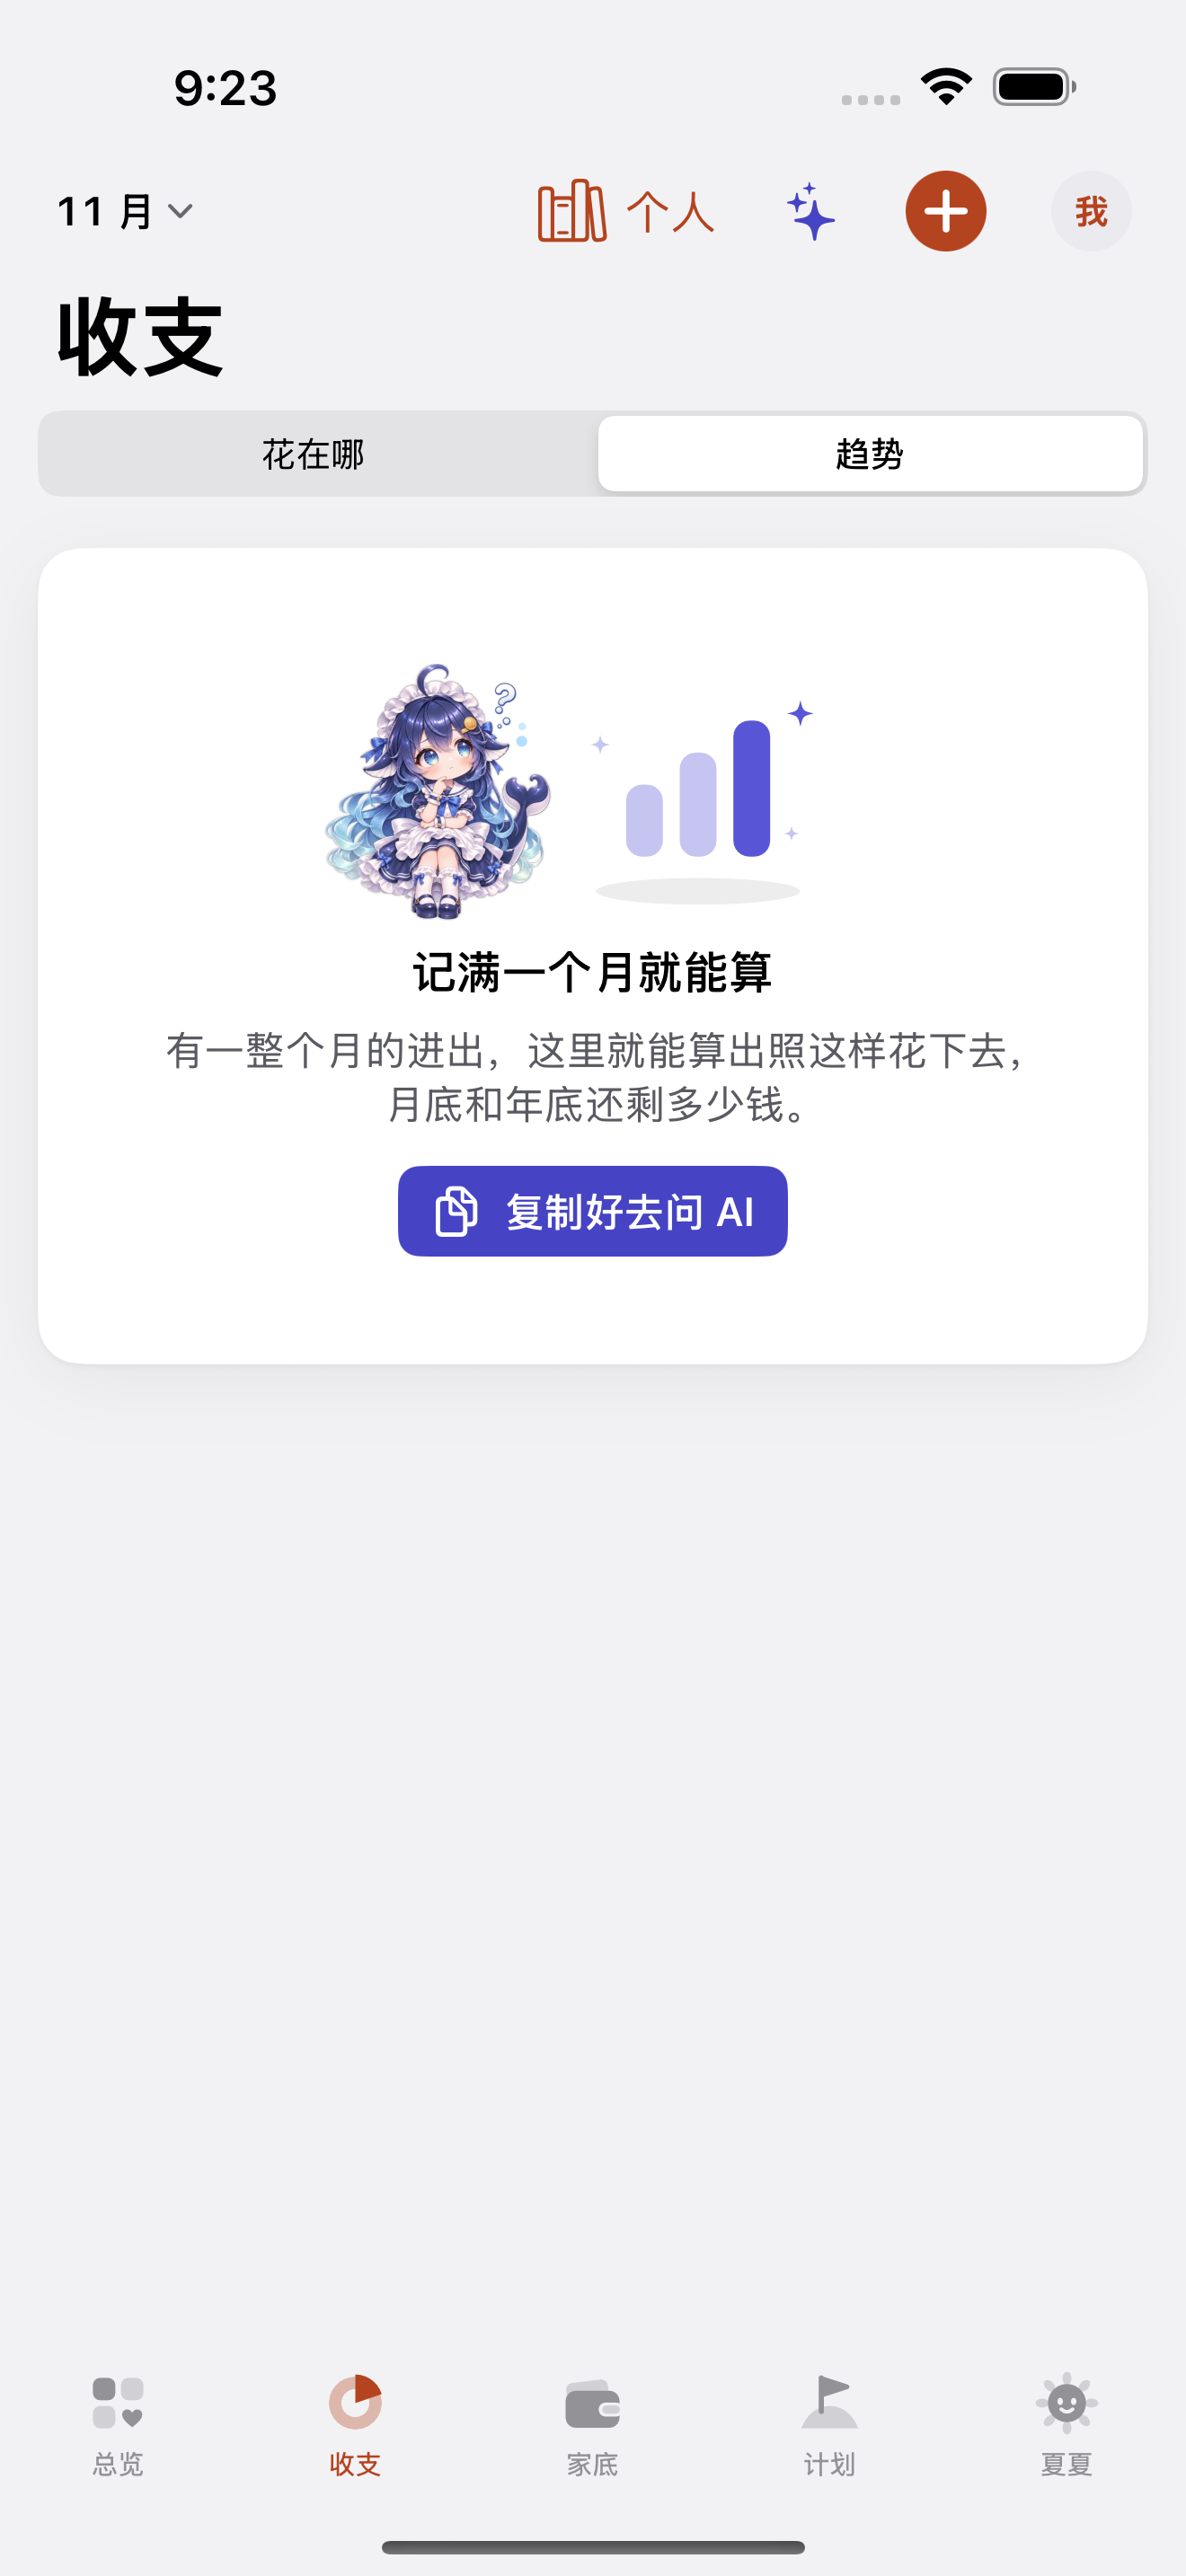 9:23
11 月
个人
我
收支
花在哪
趋势
记满一个月就能算
有一整个月的进出，这里就能算出照这样花下去，
月底和年底还剩多少钱。
复制好去问 AI
总览
收支
家底
计划
夏夏